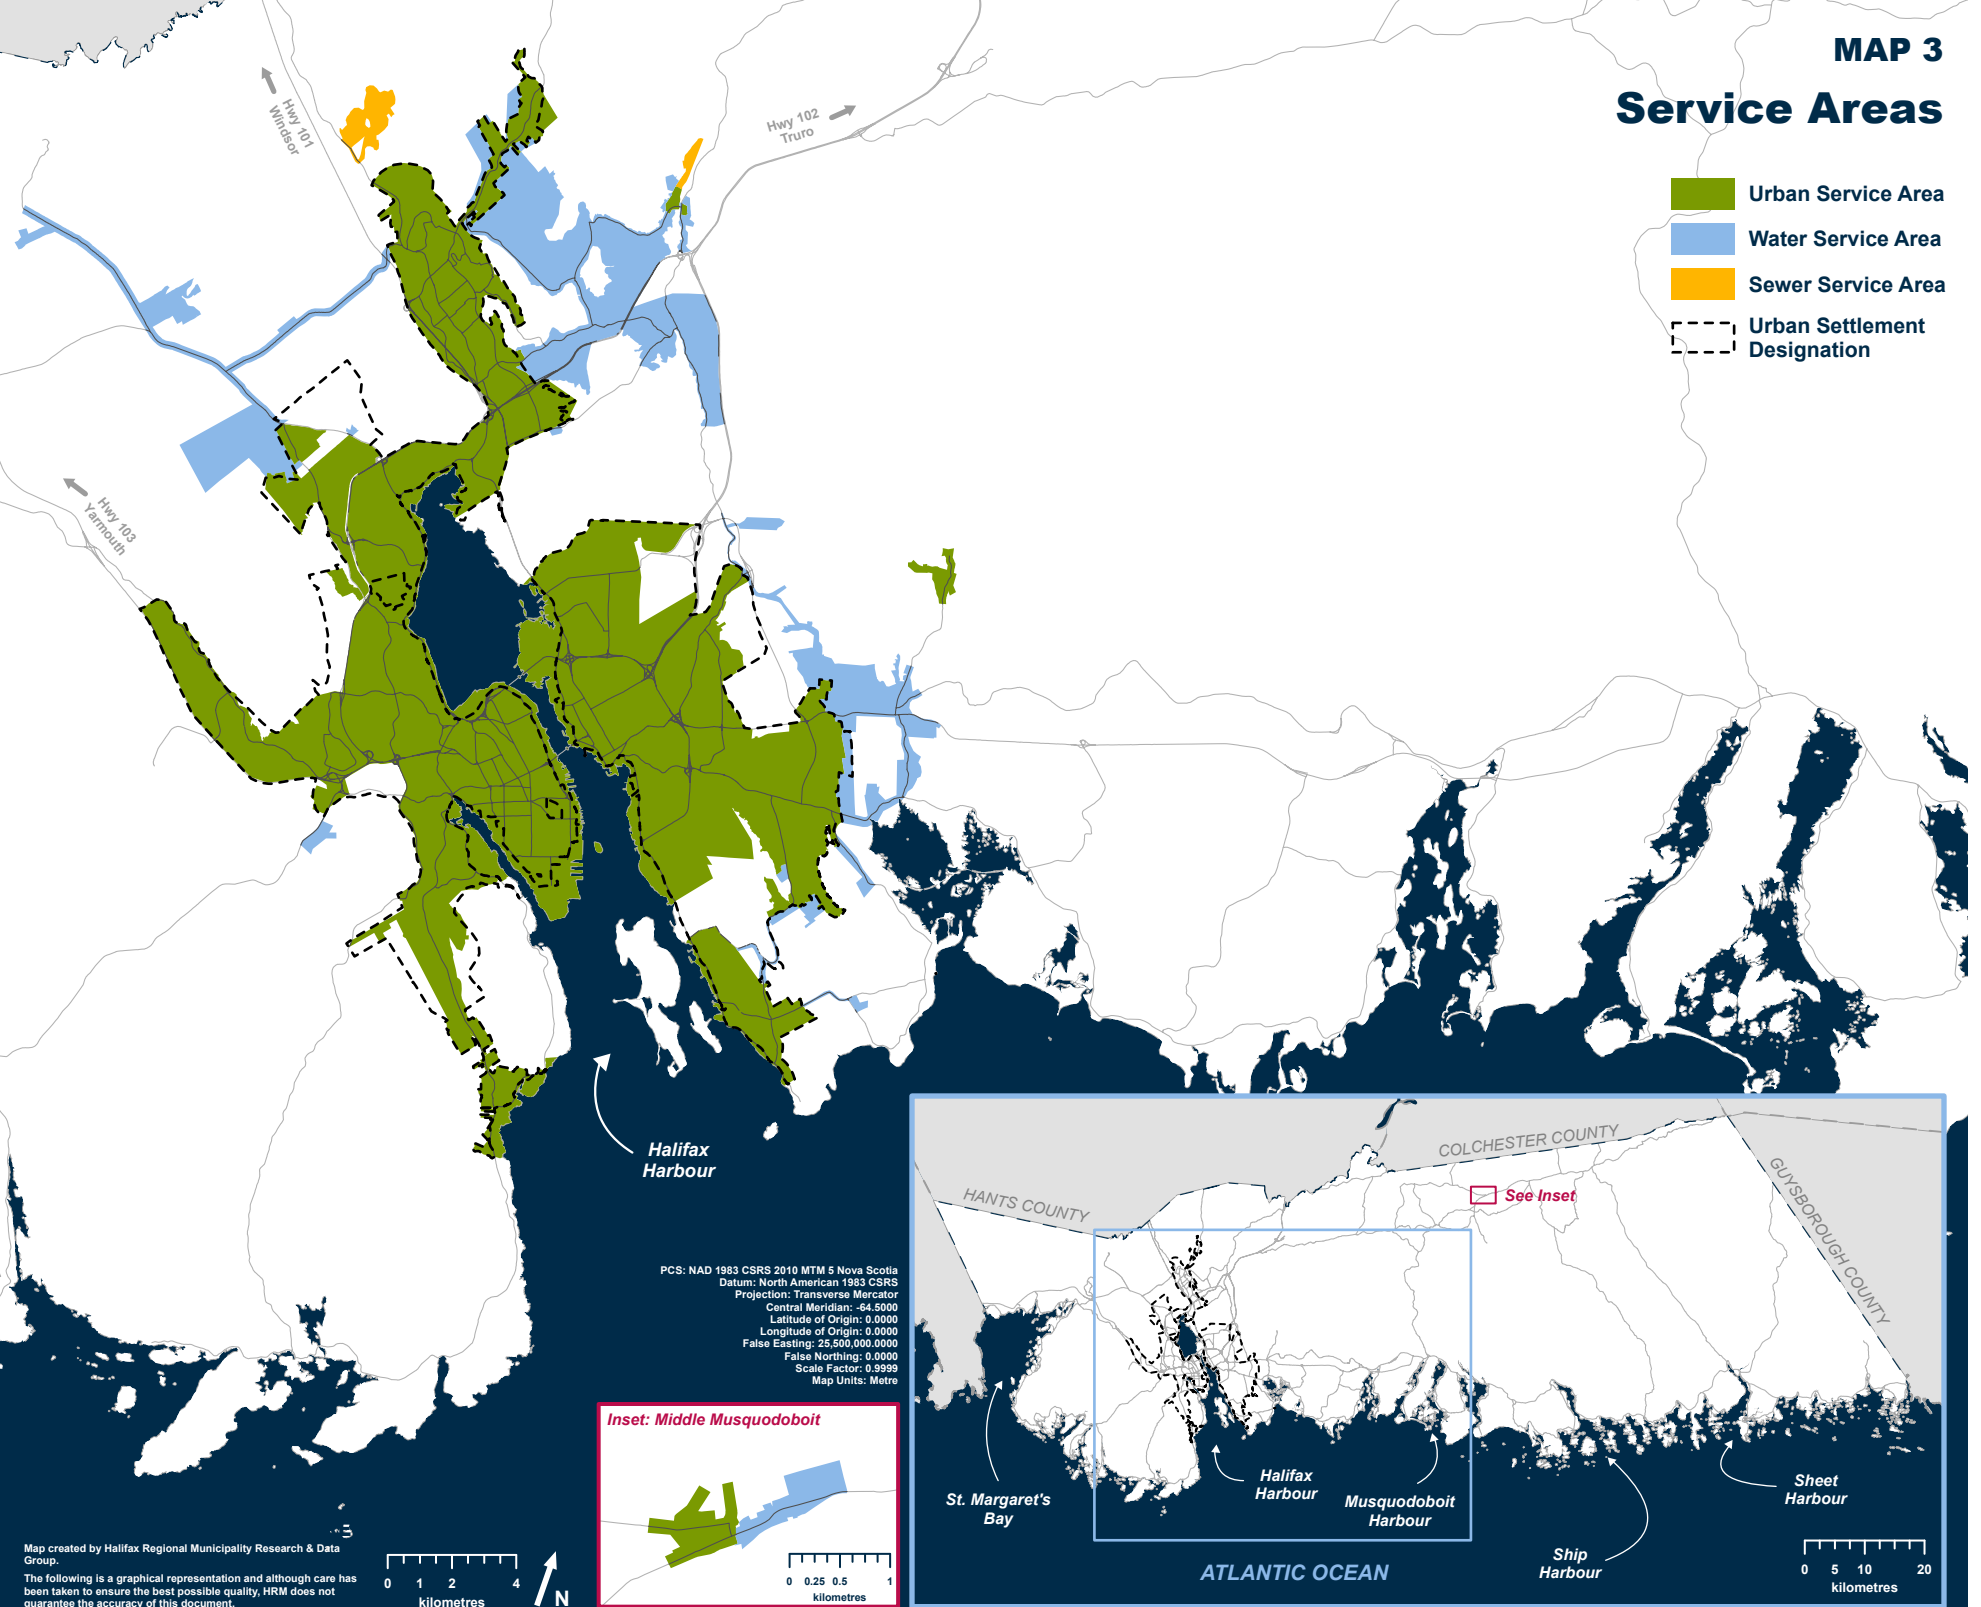 MAP 3
Service Areas
Urban Service Area
Water Service Area
Sewer Service Area
Urban Settlement
Designation
Hwy 101
Windsor
Hwy 102
Truro
Hwy 103
Yarmouth
Halifax
Harbour
PCS: NAD 1983 CSRS 2010 MTM 5 Nova Scotia
Datum: North American 1983 CSRS
Projection: Transverse Mercator
Central Meridian: -64.5000
Latitude of Origin: 0.0000
Longitude of Origin: 0.0000
False Easting: 25,500,000.0000
False Northing: 0.0000
Scale Factor: 0.9999
Map Units: Metre
COLCHESTER COUNTY
HANTS COUNTY
GUYSBOROUGH COUNTY
See Inset
St. Margaret's
Bay
Halifax
Harbour
Musquodoboit
Harbour
Ship
Harbour
Sheet
Harbour
ATLANTIC OCEAN
0 5 10 20
kilometres
Inset: Middle Musquodoboit
0 0.25 0.5 1
kilometres
Map created by Halifax Regional Municipality Research & Data
Group.
The following is a graphical representation and although care has
been taken to ensure the best possible quality, HRM does not
guarantee the accuracy of this document.
0 1 2 4
kilometres
N